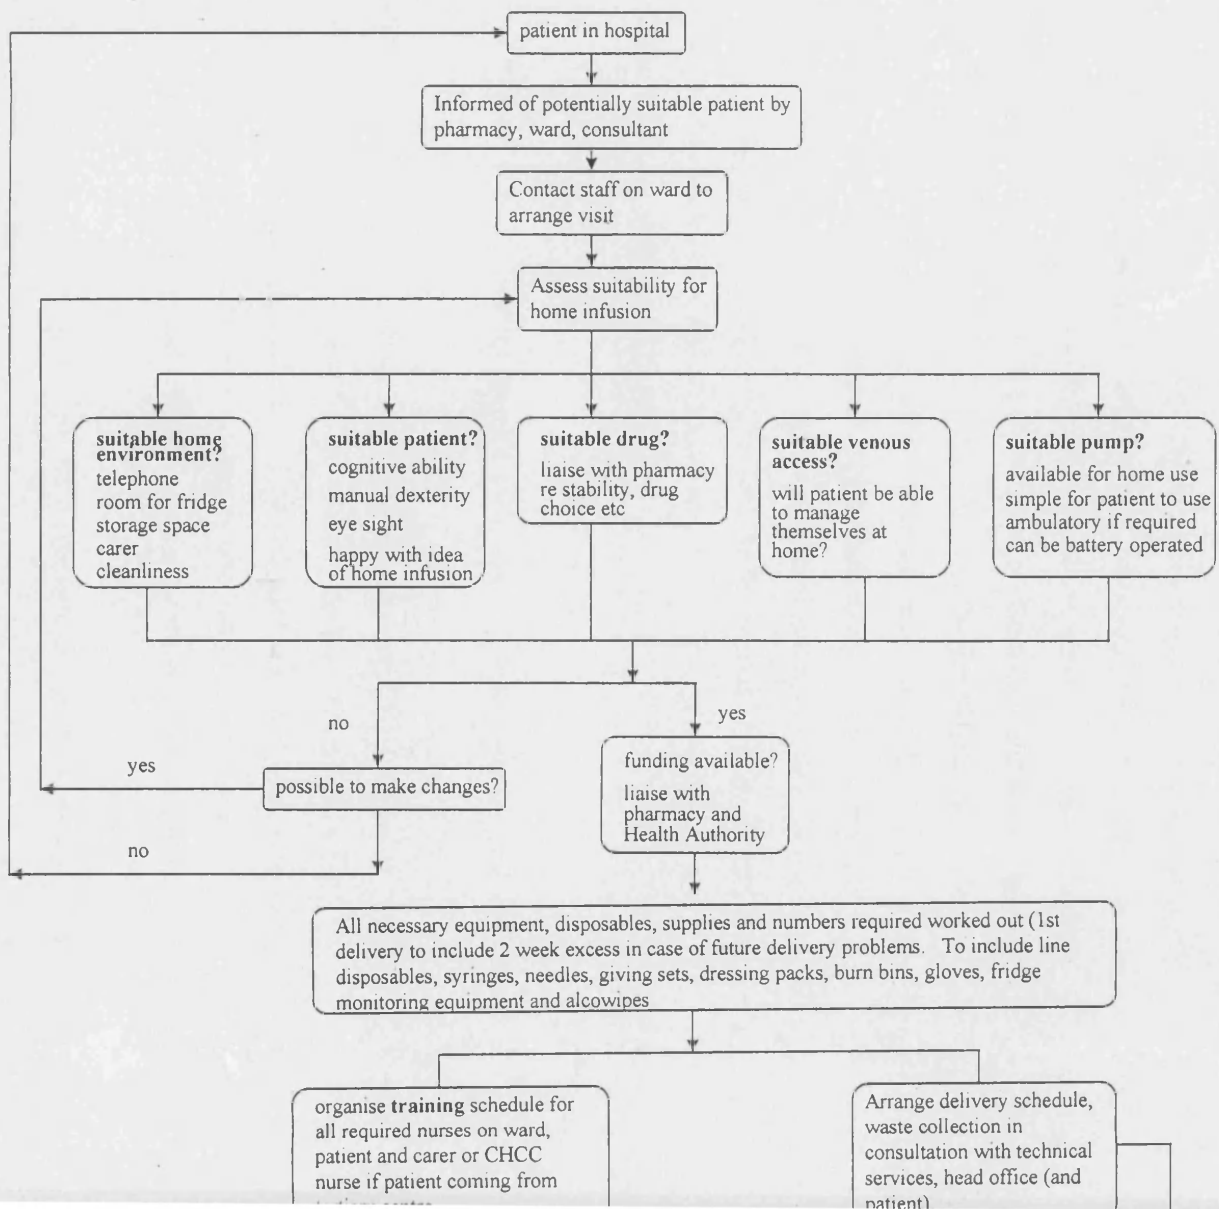 patient in hospital
Informed of potentially suitable patient by
pharmacy, ward, consultant
Contact staff on ward to
arrange visit
Assess suitability for
home infusion
suitable home
environment?
telephone
room for fridge
storage space
carer
cleanliness
suitable patient?
cognitive ability
manual dexterity
eye sight
happy with idea
of home infusion
suitable drug?
liaise with pharmacy
re stability, drug
choice etc
suitable venous
access?
will patient be able
to manage
themselves at
home?
suitable pump?
available for home use
simple for patient to use
ambulatory if required
can be battery operated
no
yes
yes
possible to make changes?
no
funding available?
liaise with
pharmacy and
Health Authority
All necessary equipment, disposables, supplies and numbers required worked out (1st
delivery to include 2 week excess in case of future delivery problems. To include line
disposables, syringes, needles, giving sets, dressing packs, burn bins, gloves, fridge
monitoring equipment and alcowipes
organise training schedule for
all required nurses on ward,
patient and carer or CHCC
nurse if patient coming from
Arrange delivery schedule,
waste collection in
consultation with technical
services, head office (and
patient)